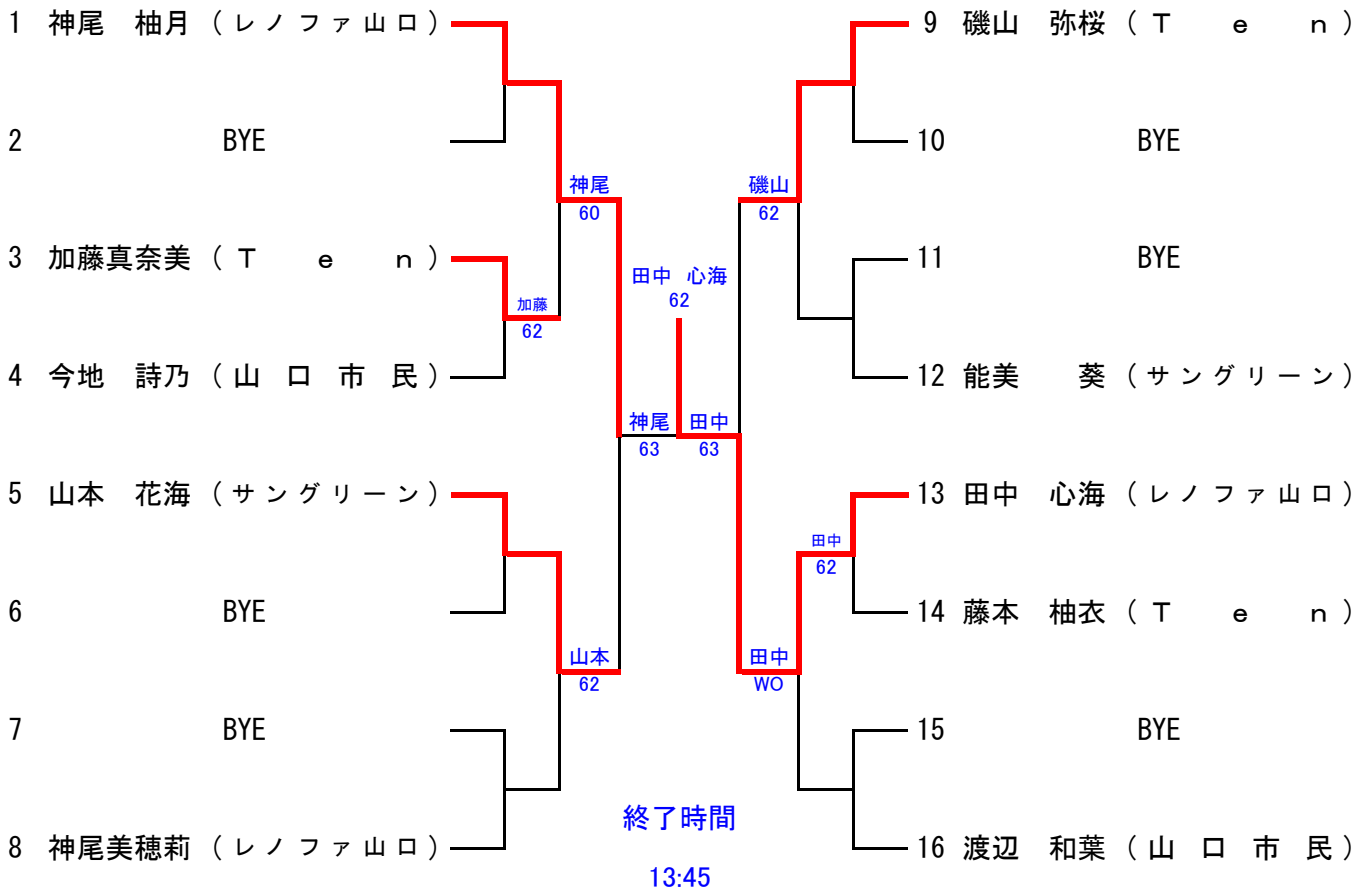 1 神尾 柚月 (レノファ山口)
2 BYE
3 加藤真奈美 (Ten)
4 今地 詩乃 (山口市民)
5 山本 花海 (サングリーン)
6 BYE
7 BYE
8 神尾美穂莉 (レノファ山口)
神尾
60
加藤
62
山本
62
神尾
63
田中 心海
62
田中
63
磯山
62
田中
62
田中
WO
終了時間
13:45
9 磯山 弥桜 (Ten)
10 BYE
11 BYE
12 能美 葵 (サングリーン)
13 田中 心海 (レノファ山口)
14 藤本 柚衣 (Ten)
15 BYE
16 渡辺 和葉 (山口市民)